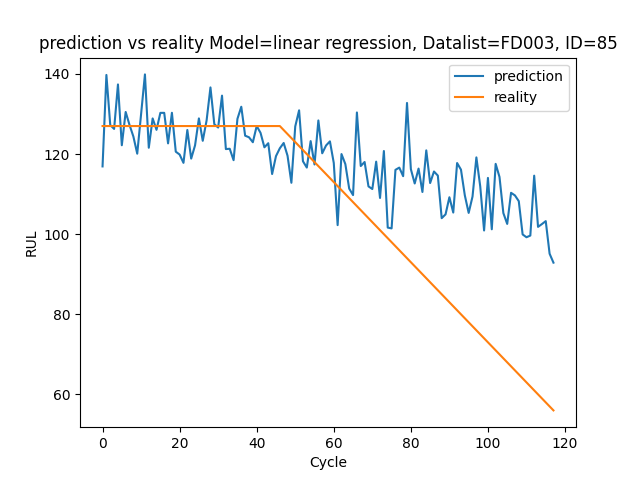 prediction vs reality Model=linear regression, Datalist=FD003, ID=85
prediction
reality
RUL
140
120
100
80
60
0 20 40 60 80 100 120
Cycle